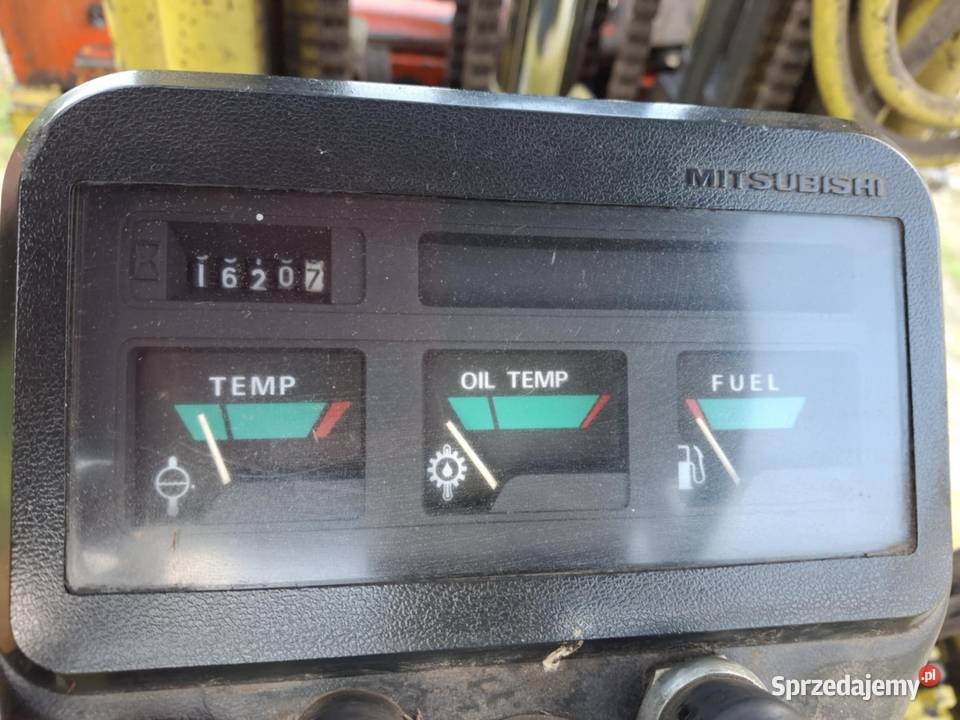 MITSUBISHI
16207
TEMP
OIL TEMP
FUEL
Sprzedajemy.pl